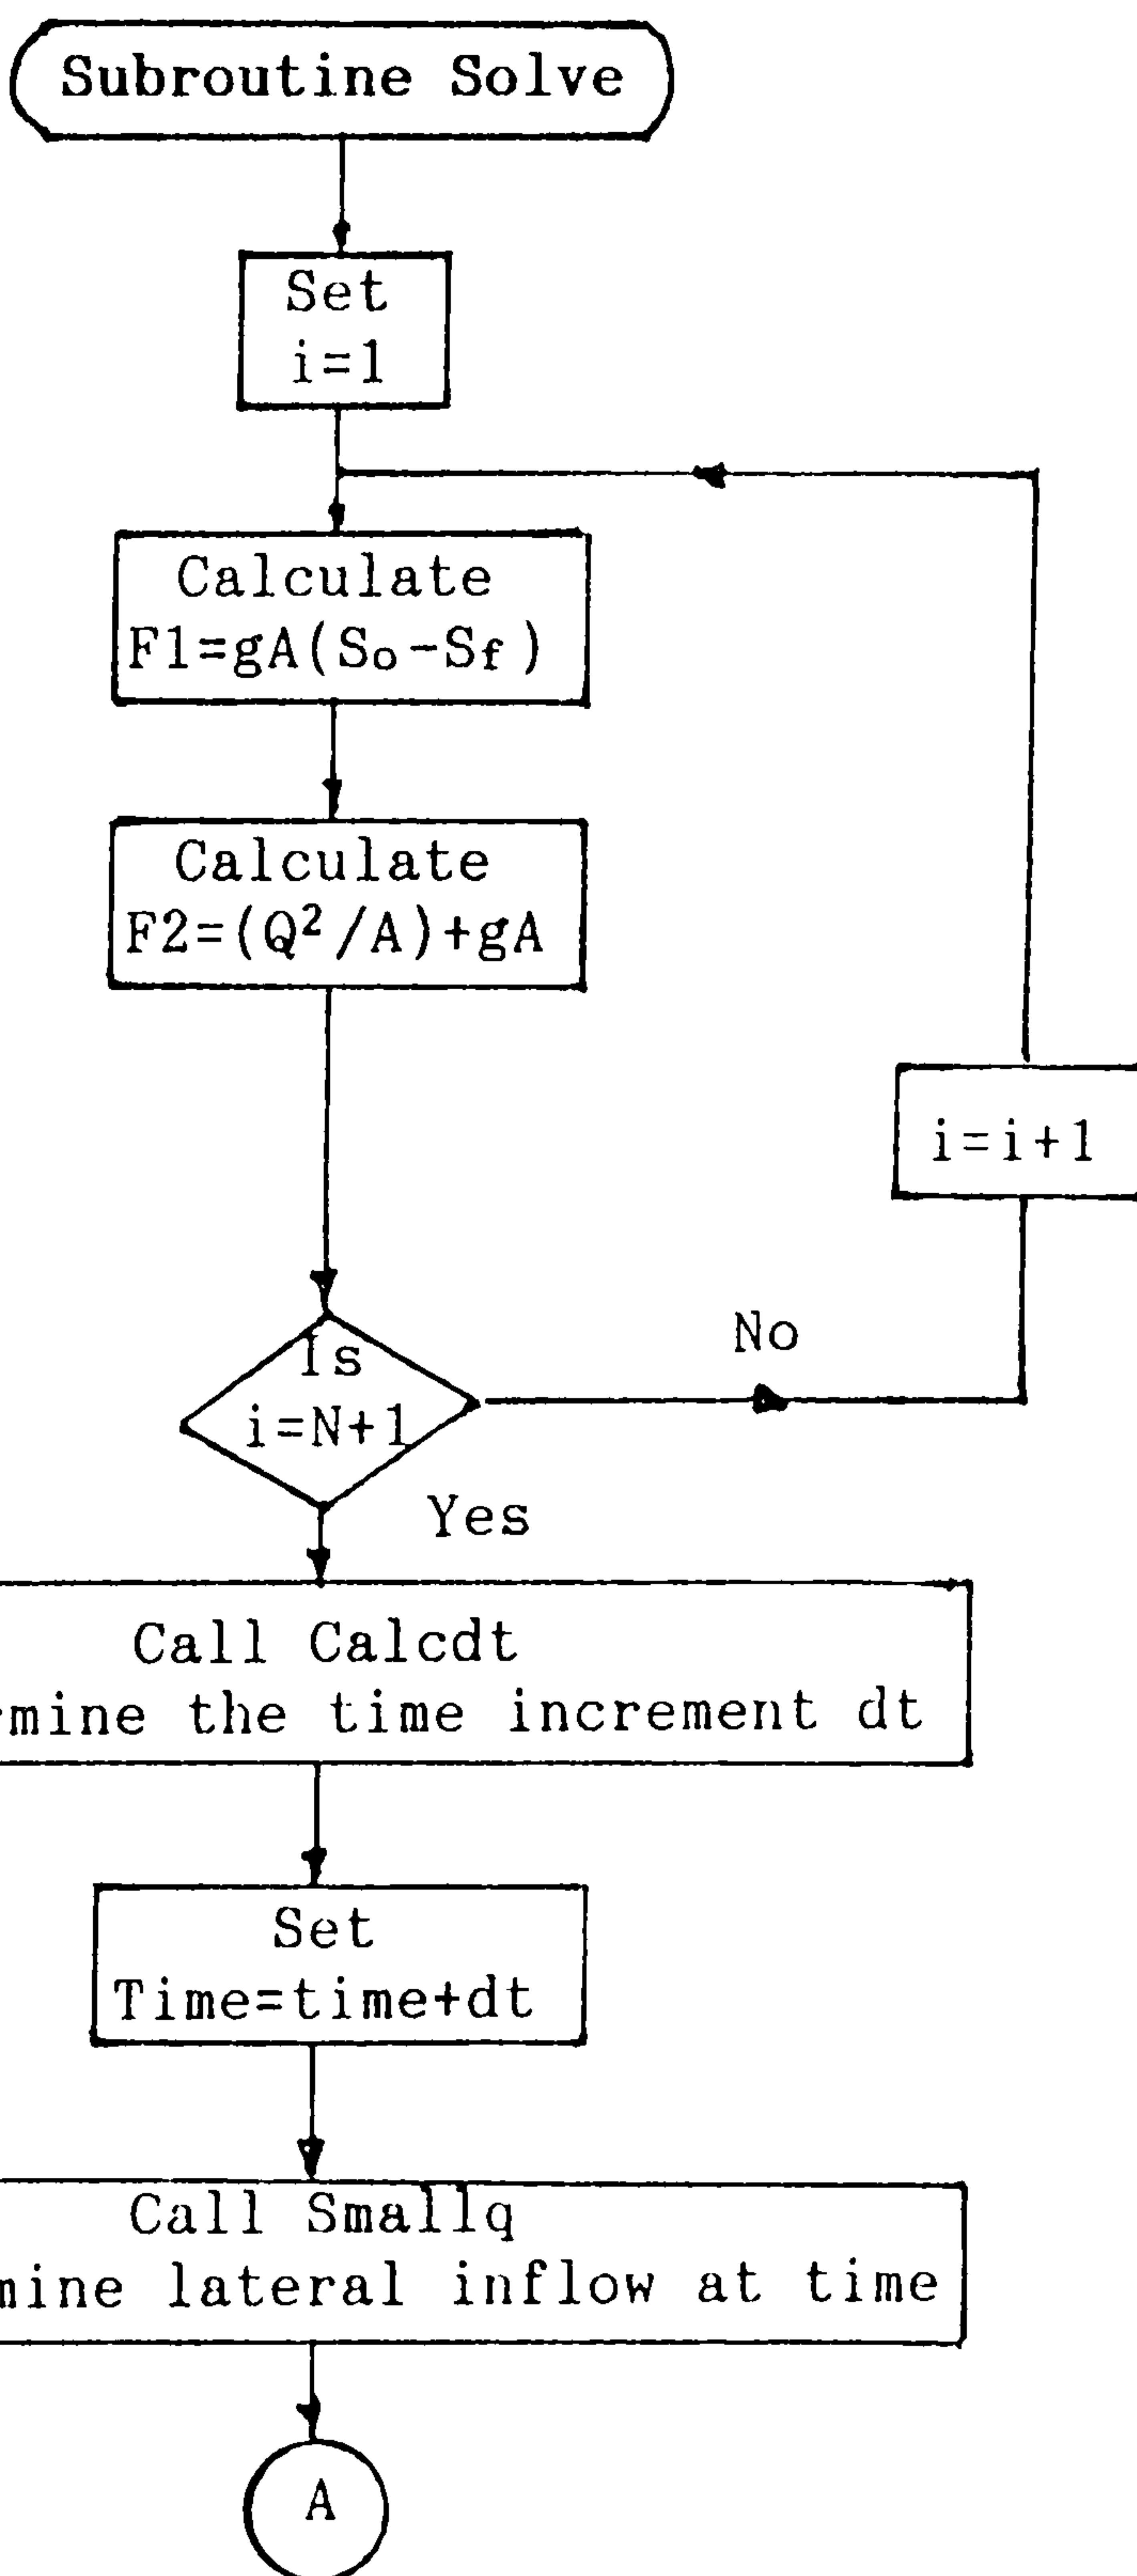 Subroutine Solve
Set
i=1
Calculate
F1=gA(So-Sf)
Calculate
F2=(Q²/A)+gA
i=i+1
Is
i=N+1
No
Yes
Call Calcdt
rmine the time increment dt
Set
Time=time+dt
Call Smallq
mine lateral inflow at time
A